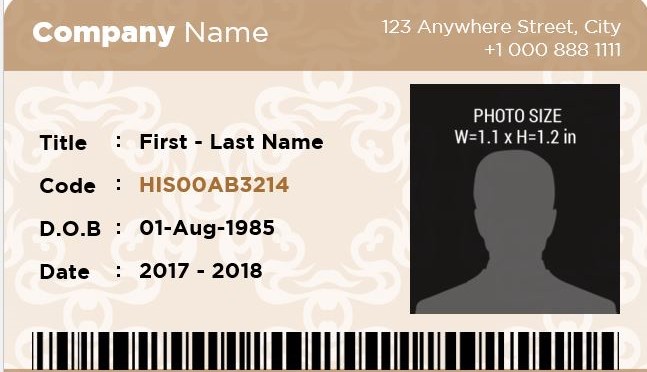 Company Name
123 Anywhere Street, City
+1 000 888 1111
PHOTO SIZE
W=1.1 x H=1.2 in
Title : First - Last Name
Code : HIS00AB3214
D.O.B : 01-Aug-1985
Date : 2017 - 2018